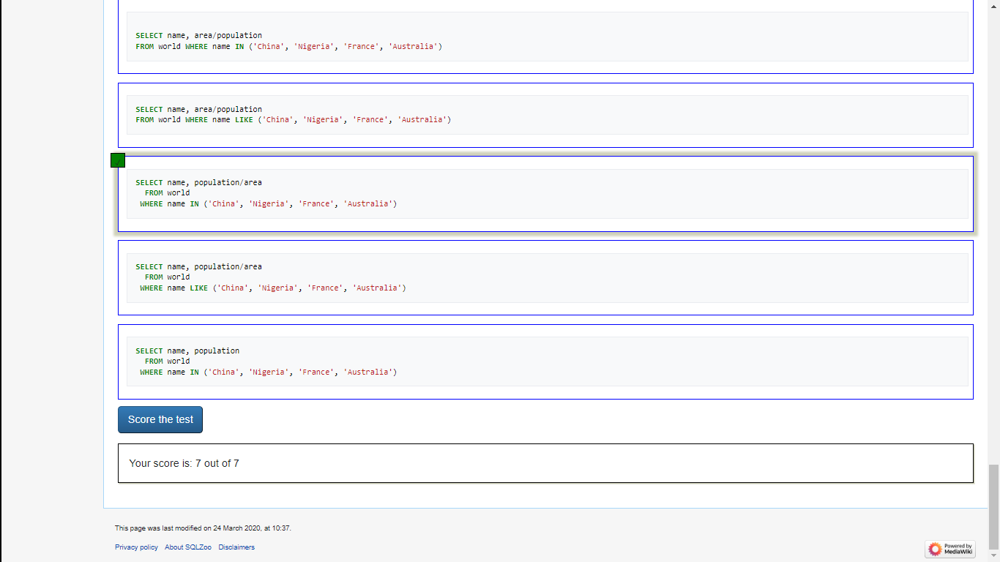 SELECT name, area/population
FROM world WHERE name IN ('China', 'Nigeria', 'France', 'Australia')
SELECT name, area/population
FROM world WHERE name LIKE ('China', 'Nigeria', 'France', 'Australia')
SELECT name, population/area
FROM world
WHERE name IN ('China', 'Nigeria', 'France', 'Australia')
SELECT name, population/area
FROM world
WHERE name LIKE ('China', 'Nigeria', 'France', 'Australia')
SELECT name, population
FROM world
WHERE name IN ('China', 'Nigeria', 'France', 'Australia')
Score the test
Your score is: 7 out of 7
This page was last modified on 24 March 2020, at 10:37.
Privacy policy About SQLZoo Disclaimers
Powered by
MediaWiki